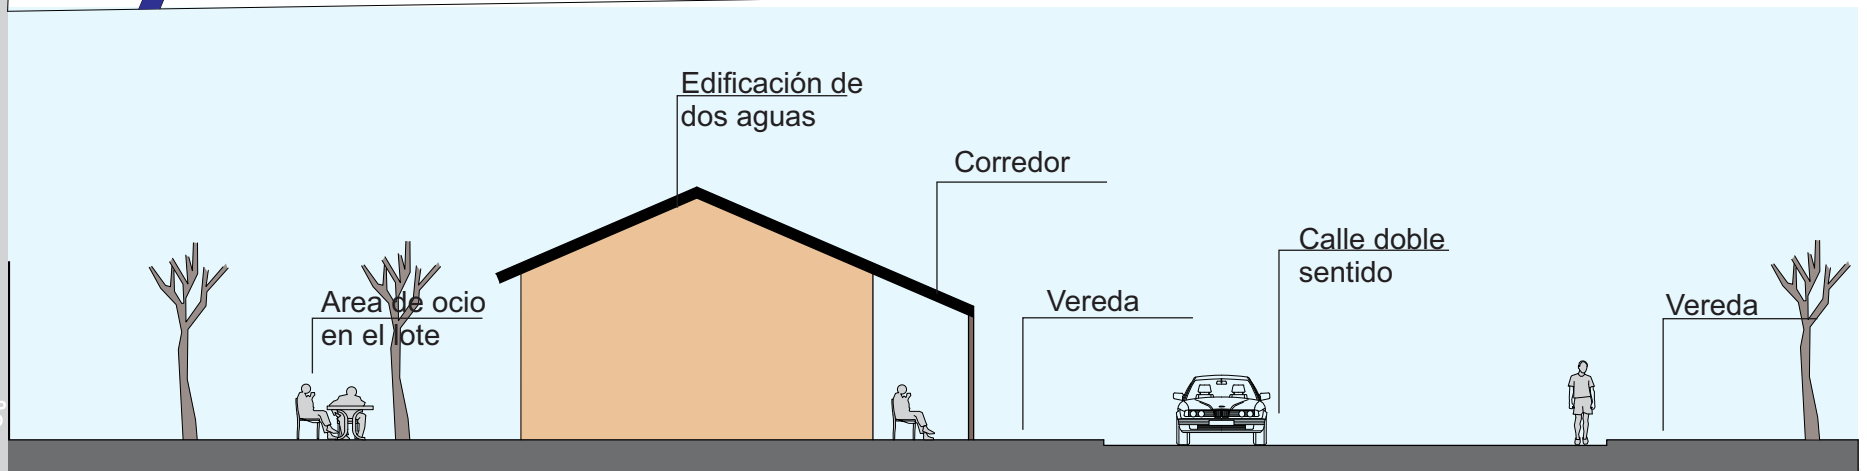 Edificación de
dos aguas
Corredor
Calle doble
sentido
Area de ocio
en el lote
Vereda
Vereda